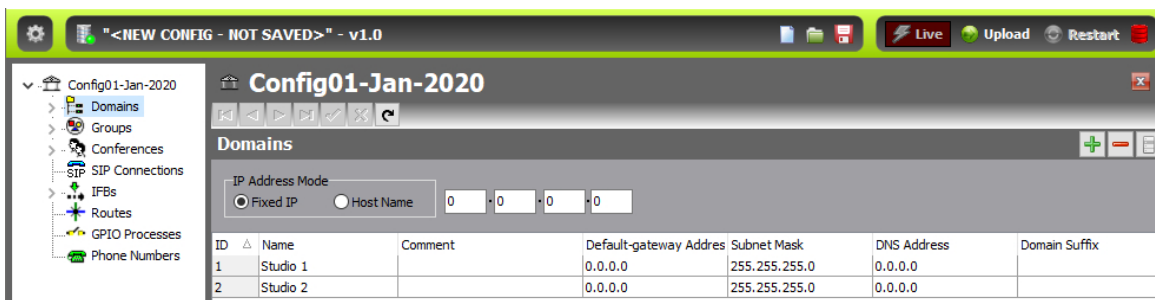 "<NEW CONFIG - NOT SAVED>" - v1.0 Live Upload Restart
Config01-Jan-2020
Domains
Groups
Conferences
SIP SIP Connections
IFBs
Routes
GPIO Processes
Phone Numbers
Config01-Jan-2020
Domains
IP Address Mode
Fixed IP Host Name 0 . 0 . 0 . 0
ID Name Comment Default-gateway Addres Subnet Mask DNS Address Domain Suffix
1 Studio 1 0.0.0.0 255.255.255.0 0.0.0.0
2 Studio 2 0.0.0.0 255.255.255.0 0.0.0.0